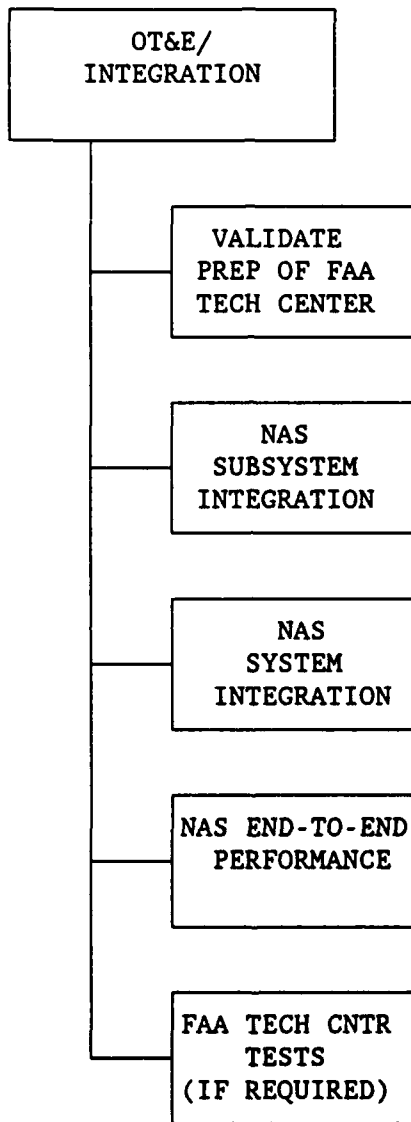 OT&E/
INTEGRATION
VALIDATE
PREP OF FAA
TECH CENTER
NAS
SUBSYSTEM
INTEGRATION
NAS
SYSTEM
INTEGRATION
NAS END-TO-END
PERFORMANCE
FAA TECH CNTR
TESTS
(IF REQUIRED)